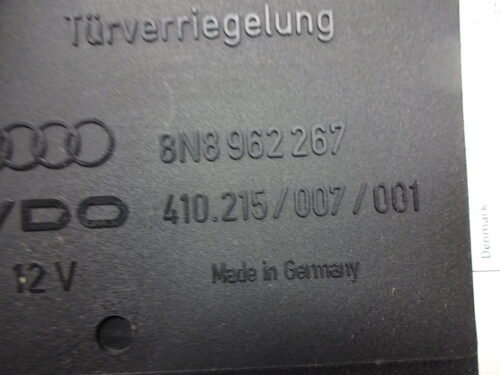 Türverriegelung
8N8 962 267
VDO 410.215/007/001
12 V Made in Germany
Denmark